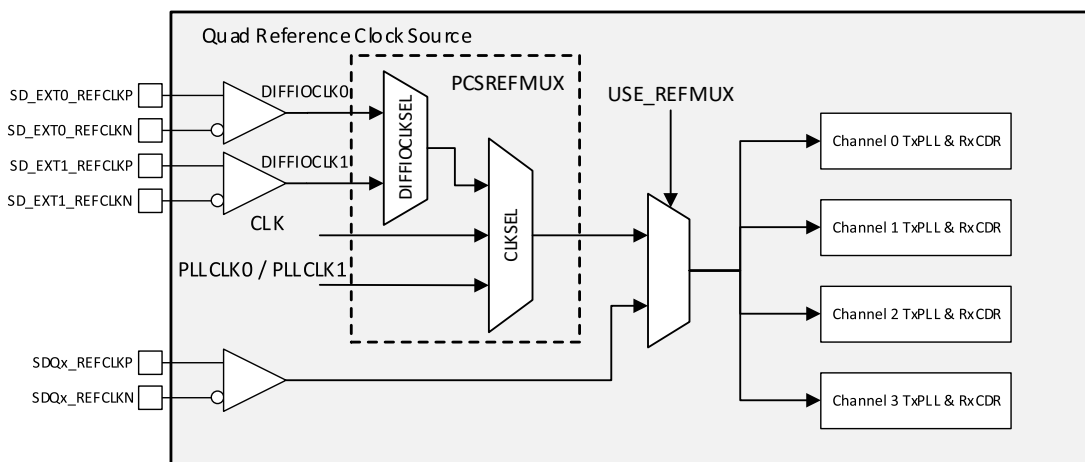 Quad Reference Clock Source
PCSREFMUX
USE_REFMUX
SD_EXT0_REFCLKP
SD_EXT0_REFCLKN
SD_EXT1_REFCLKP
SD_EXT1_REFCLKN
DIFFIOCLK0
DIFFIOCLK1
DIFFIOCLKSEL
CLK
PLLCLK0 / PLLCLK1
CLKSEL
SDQx_REFCLKP
SDQx_REFCLKN
Channel 0 TxPLL & RxCDR
Channel 1 TxPLL & RxCDR
Channel 2 TxPLL & RxCDR
Channel 3 TxPLL & RxCDR